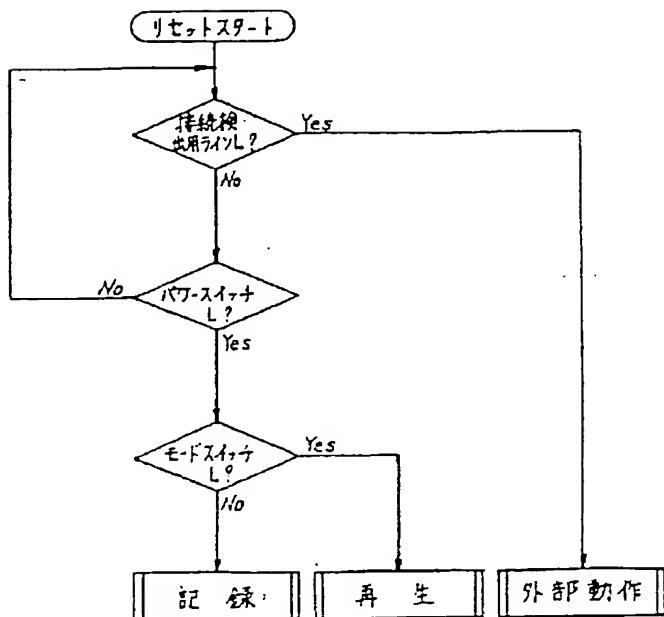 リセットスタート
接続検
出用ラインL?
Yes
No
パワースイッチ
L?
No
Yes
モードスイッチ
L?
Yes
No
記録
再生
外部動作